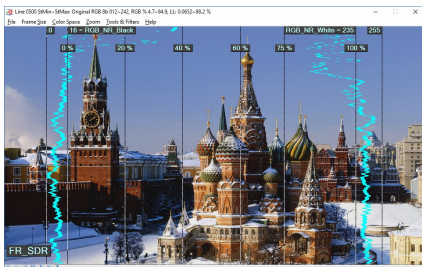 Line 0500 StMin~StMax: Original RGB 8b 012~242, RGB % 4.7~94.8, LL: 0.0652~88.2 %
File Frame Size Color Space Zoom Tools & Filters Help
0 16 = RGB_NR_Black RGB_NR_White = 235 255
0 % 20 % 40 % 60 % 75% 80 % 100 %
FR_SDR